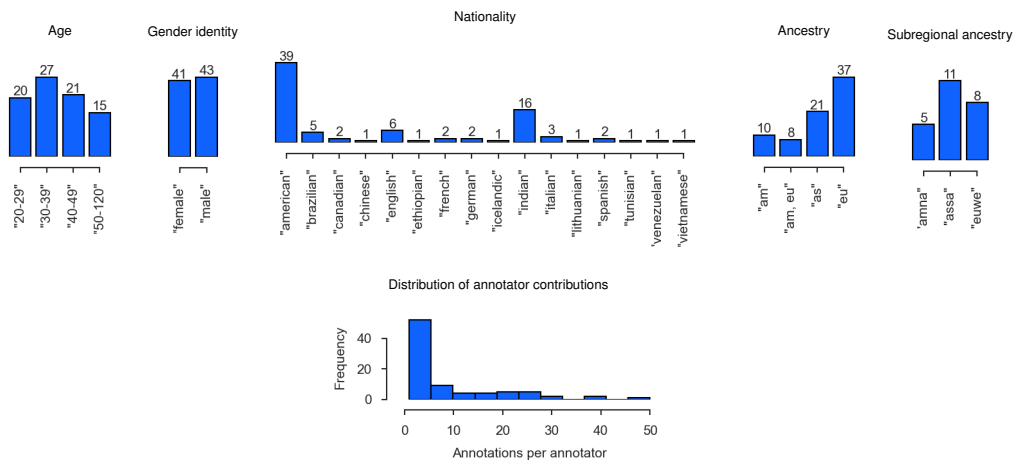 Age
Gender identity
Nationality
Ancestry
Subregional ancestry
20
27
21
15
41
43
39
5
2
1
6
1
2
2
1
16
3
1
2
1
1
1
10
8
21
37
5
11
8
"20-29"
"30-39"
"40-49"
"50-120"
"female"
"male"
"american"
"brazilian"
"canadian"
"chinese"
"english"
"ethiopian"
"french"
"german"
"icelandic"
"indian"
"italian"
"lithuanian"
"spanish"
"tunisian"
'venezuelan"
"vietnamese"
"am"
"am, eu"
"as"
"eu"
'amna"
"assa"
"euwe"
Distribution of annotator contributions
Frequency
40
20
0
0 10 20 30 40 50
Annotations per annotator